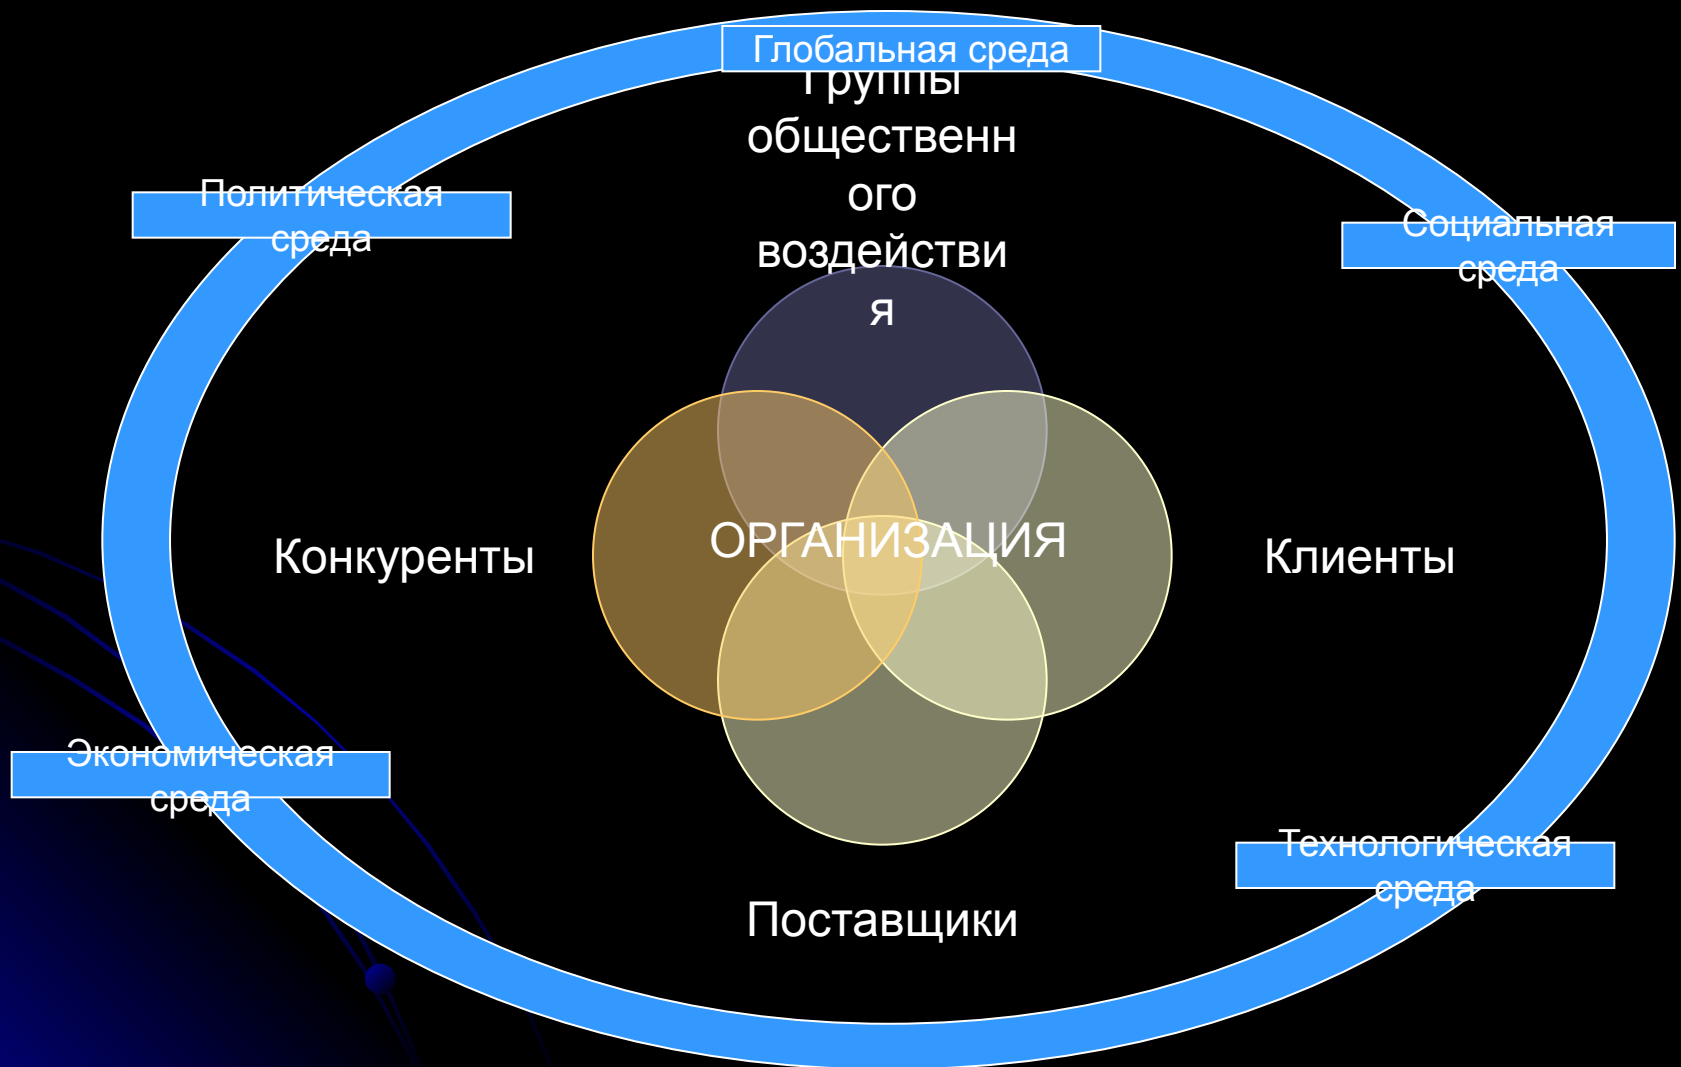 Глобальная среда
Группы
общественн
ого
воздействи
я
Политическая
среда
Социальная
среда
Конкуренты
ОРГАНИЗАЦИЯ
Клиенты
Экономическая
среда
Технологическая
среда
Поставщики